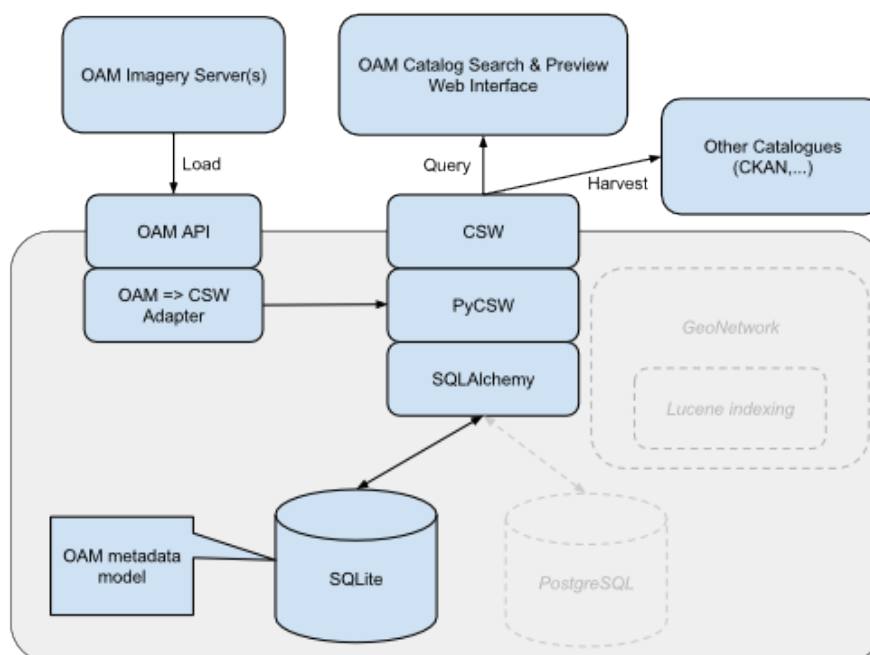 OAM Imagery Server(s)
OAM Catalog Search & Preview
Web Interface
Other Catalogues
(CKAN,...)
Load
Query
Harvest
OAM API
CSW
OAM => CSW
Adapter
PyCSW
GeoNetwork
SQLAlchemy
Lucene indexing
OAM metadata
model
SQLite
PostgreSQL